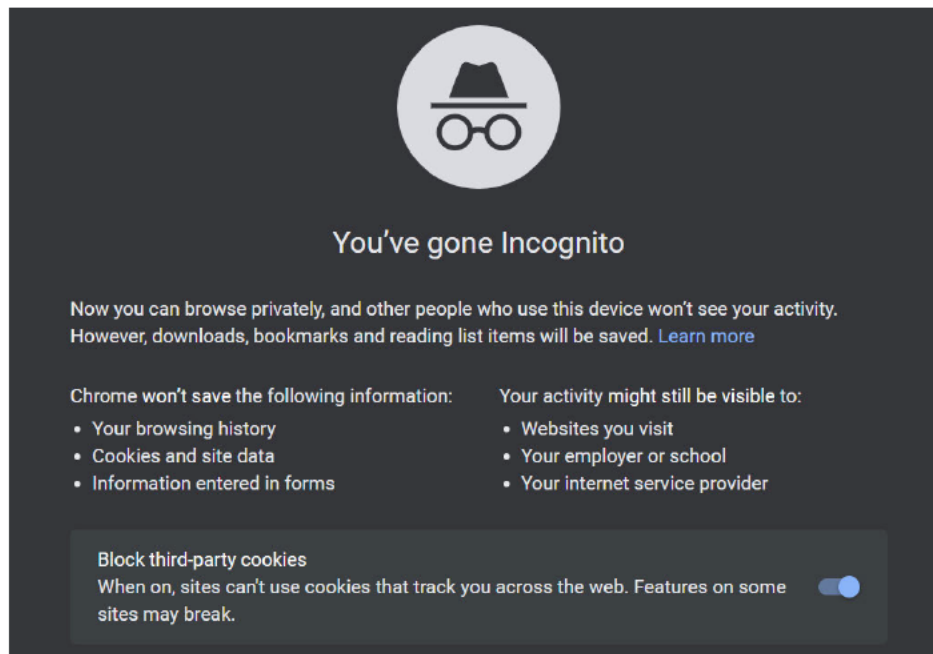 You've gone Incognito
Now you can browse privately, and other people who use this device won't see your activity.
However, downloads, bookmarks and reading list items will be saved. Learn more
Chrome won't save the following information:
• Your browsing history
• Cookies and site data
• Information entered in forms
Your activity might still be visible to:
• Websites you visit
• Your employer or school
• Your internet service provider
Block third-party cookies
When on, sites can't use cookies that track you across the web. Features on some
sites may break.